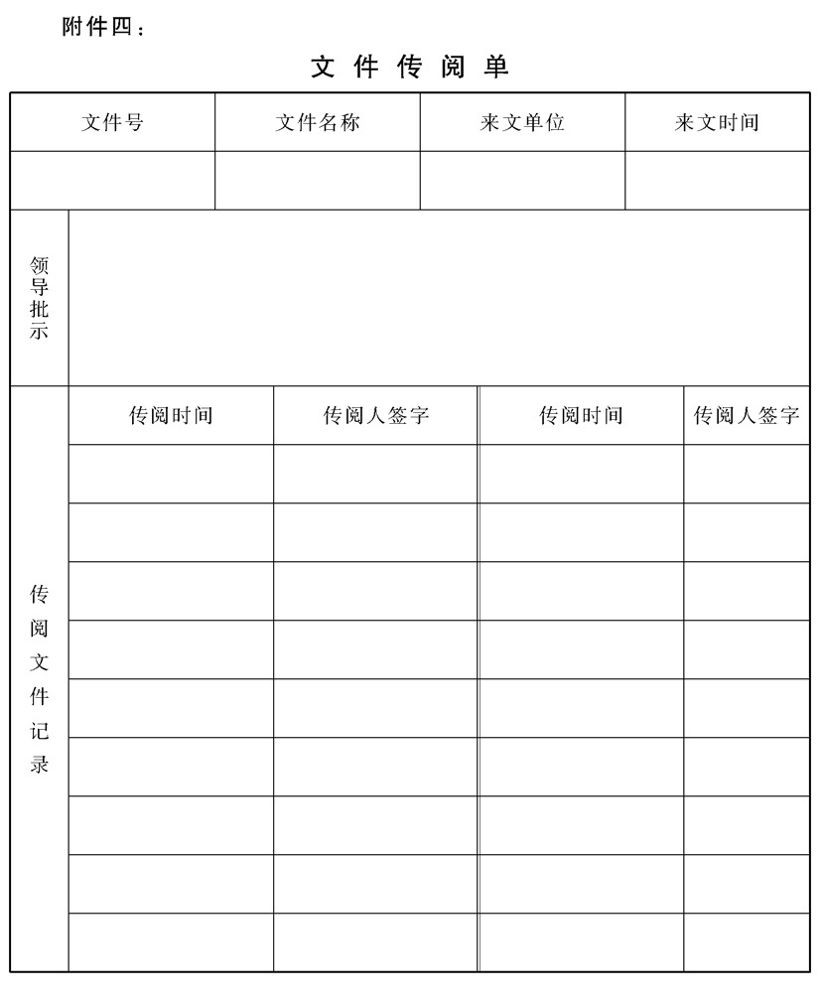 附件四：
文件传阅单
文件号 文件名称 来文单位 来文时间
领导批示
传阅时间 传阅人签字 传阅时间 传阅人签字
传阅文件记录